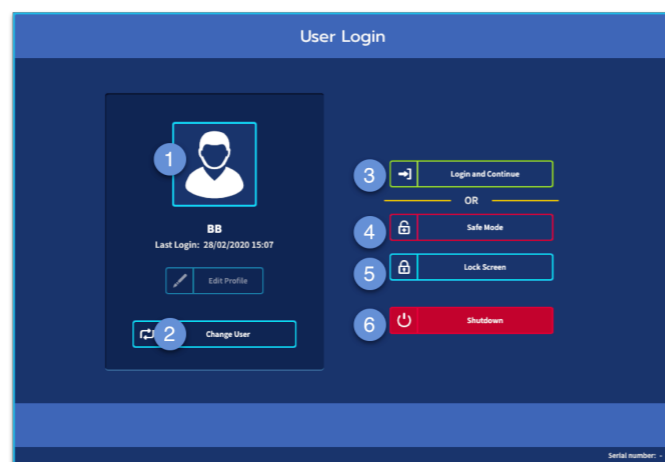 User Login
1
BB
Last Login: 28/02/2020 15:07
Edit Profile
2
Change User
3
Login and Continue
OR
4
Safe Mode
5
Lock Screen
6
Shutdown
Serial number: -